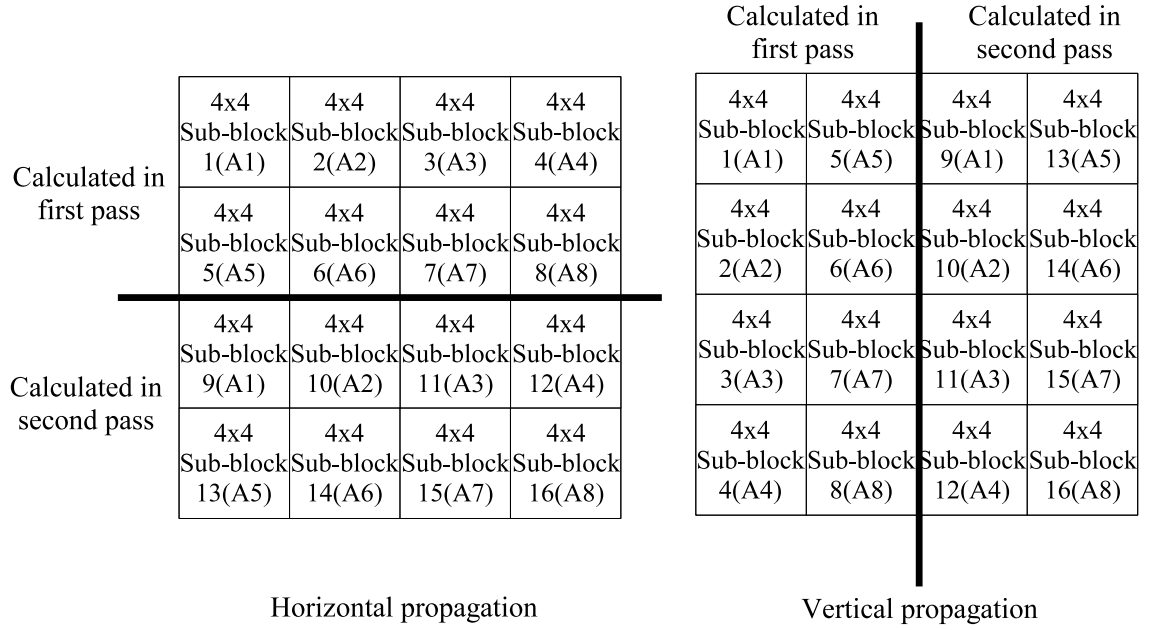 Calculated in
first pass
Calculated in
second pass
4x4 4x4 4x4 4x4
Sub-block Sub-block Sub-block Sub-block
1(A1) 2(A2) 3(A3) 4(A4)
Calculated in
first pass
4x4 4x4 4x4 4x4
Sub-block Sub-block Sub-block Sub-block
5(A5) 6(A6) 7(A7) 8(A8)
4x4 4x4 4x4 4x4
Sub-block Sub-block Sub-block Sub-block
9(A1) 10(A2) 11(A3) 12(A4)
Calculated in
second pass
4x4 4x4 4x4 4x4
Sub-block Sub-block Sub-block Sub-block
13(A5) 14(A6) 15(A7) 16(A8)
Horizontal propagation
4x4 4x4 4x4 4x4
Sub-block Sub-block Sub-block Sub-block
1(A1) 5(A5) 9(A1) 13(A5)
4x4 4x4 4x4 4x4
Sub-block Sub-block Sub-block Sub-block
2(A2) 6(A6) 10(A2) 14(A6)
4x4 4x4 4x4 4x4
Sub-block Sub-block Sub-block Sub-block
3(A3) 7(A7) 11(A3) 15(A7)
4x4 4x4 4x4 4x4
Sub-block Sub-block Sub-block Sub-block
4(A4) 8(A8) 12(A4) 16(A8)
Vertical propagation